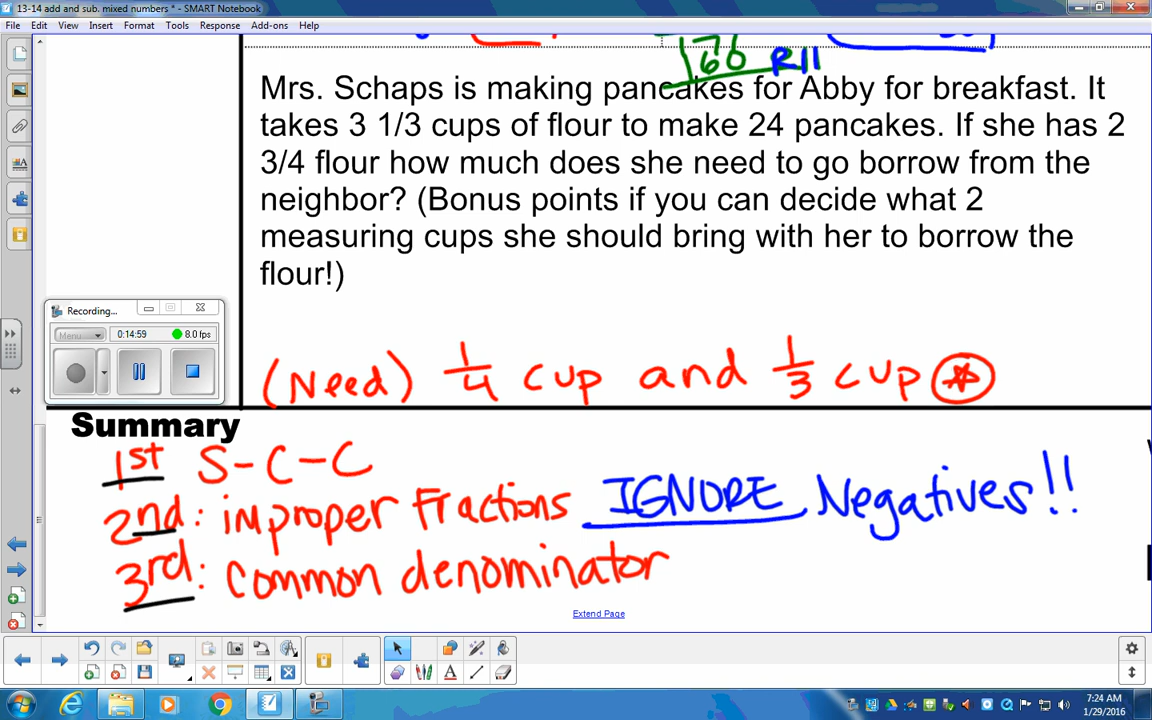 13-14 add and sub. mixed numbers * - SMART Notebook
File Edit View Insert Format Tools Response Add-ons Help
166 R11
Mrs. Schaps is making pancakes for Abby for breakfast. It
takes 3 1/3 cups of flour to make 24 pancakes. If she has 2
3/4 flour how much does she need to go borrow from the
neighbor? (Bonus points if you can decide what 2
measuring cups she should bring with her to borrow the
flour!)
Recording...
Menu 0:14:59 8.0 fps
(Need) 1/4 cup and 1/3 cup
Summary
1st S-C-C
2nd: improper Fractions IGNORE Negatives!!
3rd: Common denominator
Extend Page
7:24 AM
1/29/2016